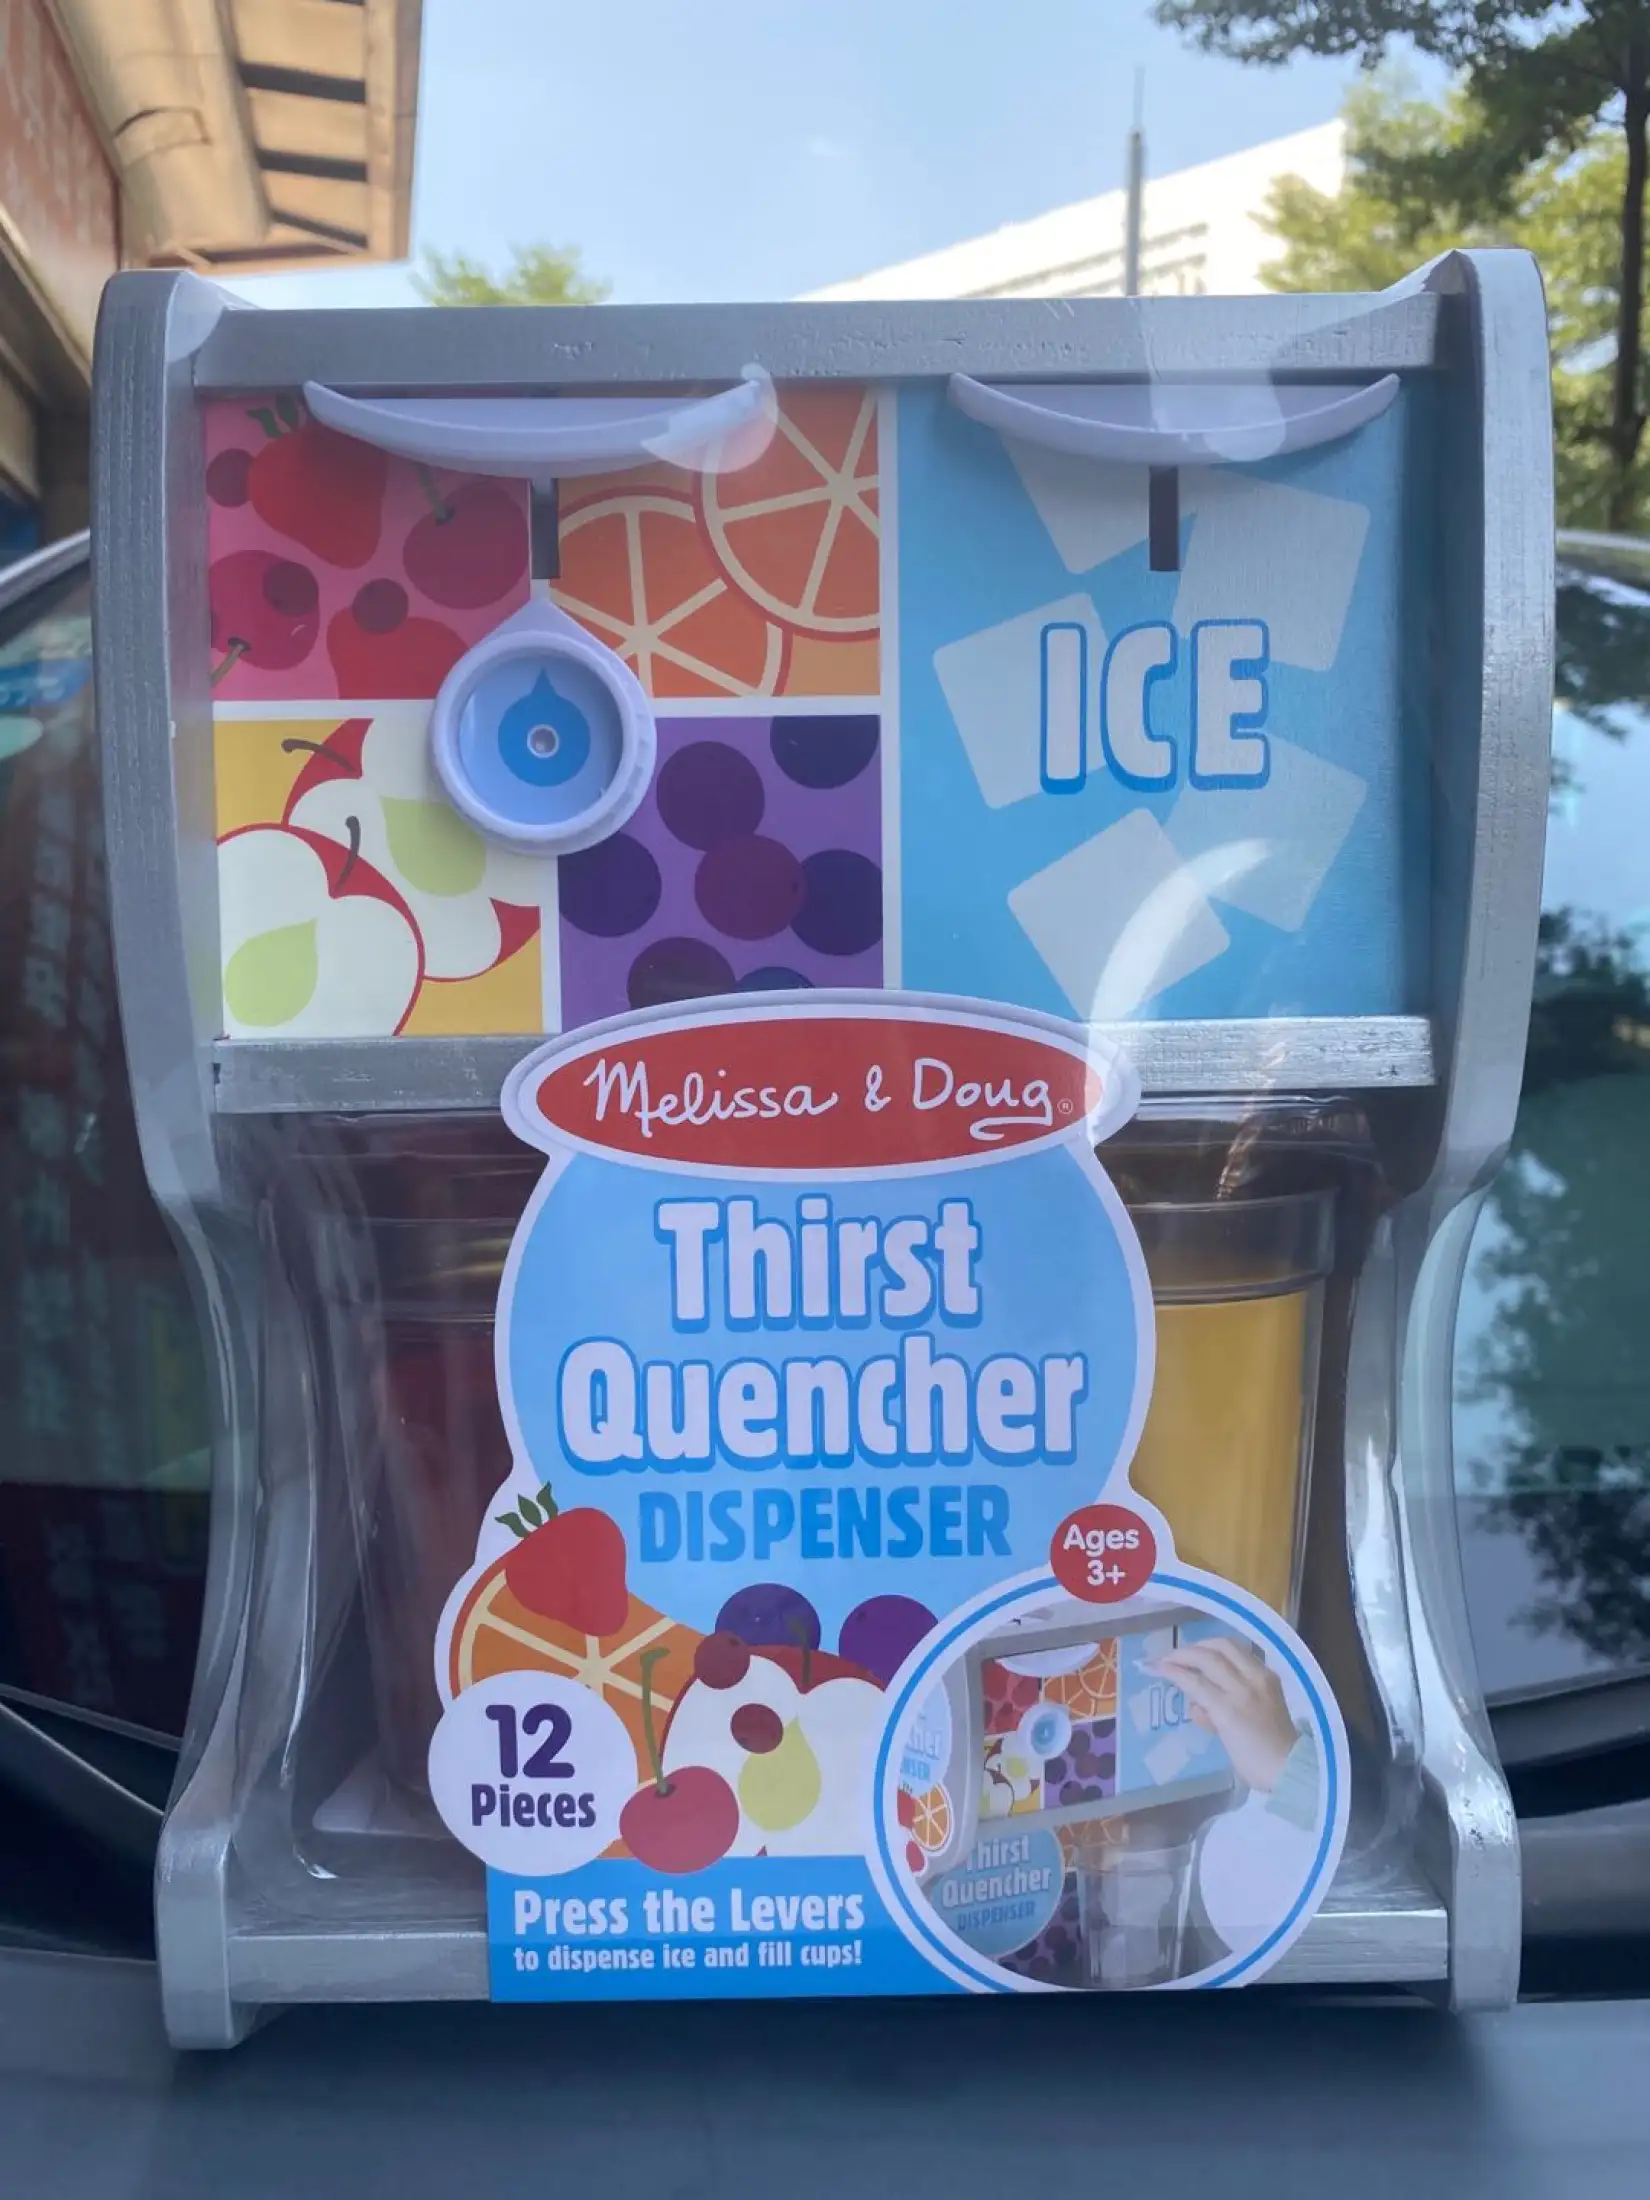 ICE
Melissa & Doug®
Thirst
Quencher
DISPENSER
Ages
3+
12
Pieces
Press the Levers
to dispense ice and fill cups!
ICE
Thirst
Quencher
DISPENSER